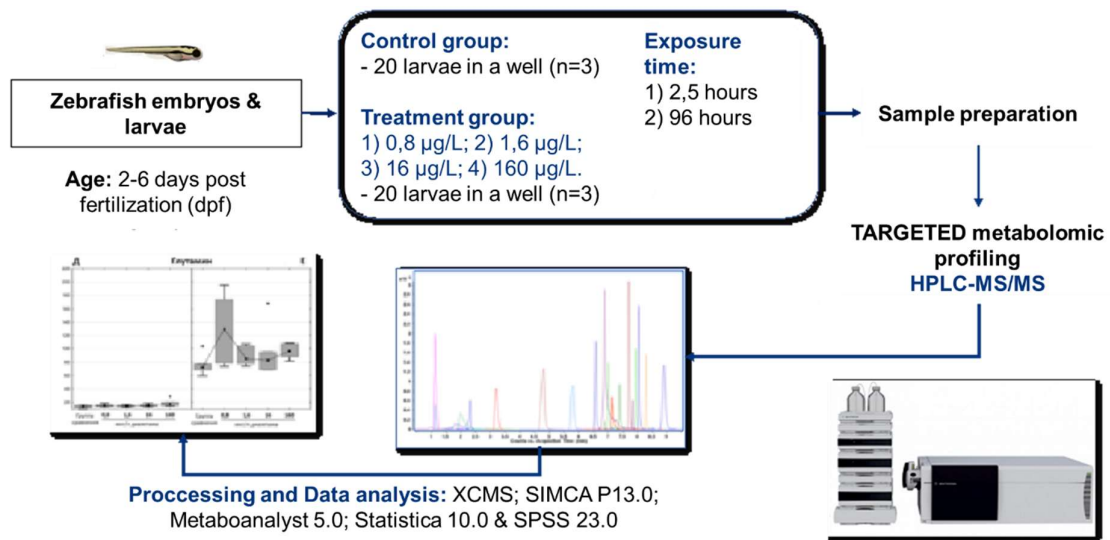 Zebrafish embryos &
larvae
Age: 2-6 days post
fertilization (dpf)
Control group:
- 20 larvae in a well (n=3)
Treatment group:
1) 0,8 µg/L; 2) 1,6 µg/L;
3) 16 µg/L; 4) 160 µg/L.
- 20 larvae in a well (n=3)
Exposure
time:
1) 2,5 hours
2) 96 hours
Sample preparation
TARGETED metabolomic
profiling
HPLC-MS/MS
Proccessing and Data analysis: XCMS; SIMCA P13.0;
Metaboanalyst 5.0; Statistica 10.0 & SPSS 23.0